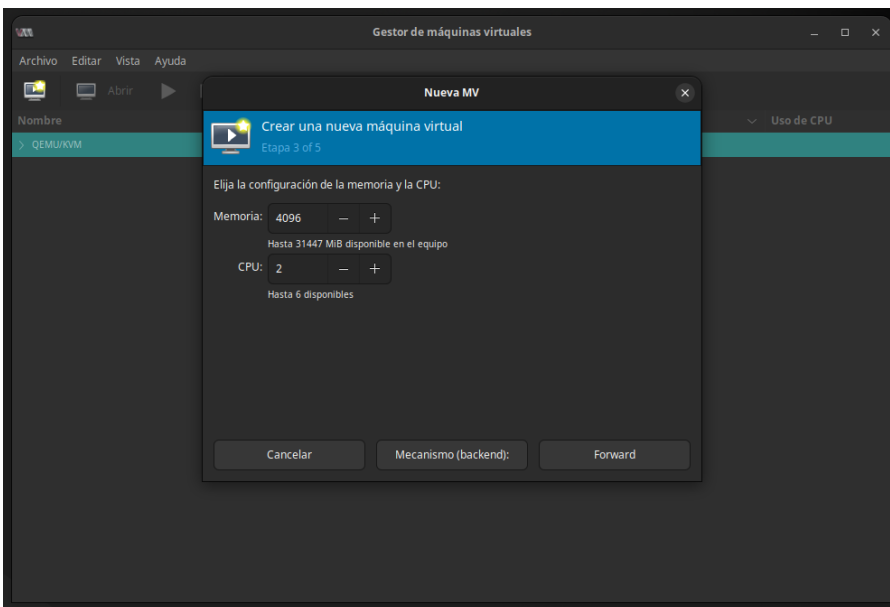 Gestor de máquinas virtuales
Archivo Editar Vista Ayuda
Abrir
Nueva MV
Nombre
Uso de CPU
Crear una nueva máquina virtual
Etapa 3 of 5
QEMU/KVM
Elija la configuración de la memoria y la CPU:
Memoria: 4096 − +
Hasta 31447 MiB disponible en el equipo
CPU: 2 − +
Hasta 6 disponibles
Cancelar Mecanismo (backend): Forward